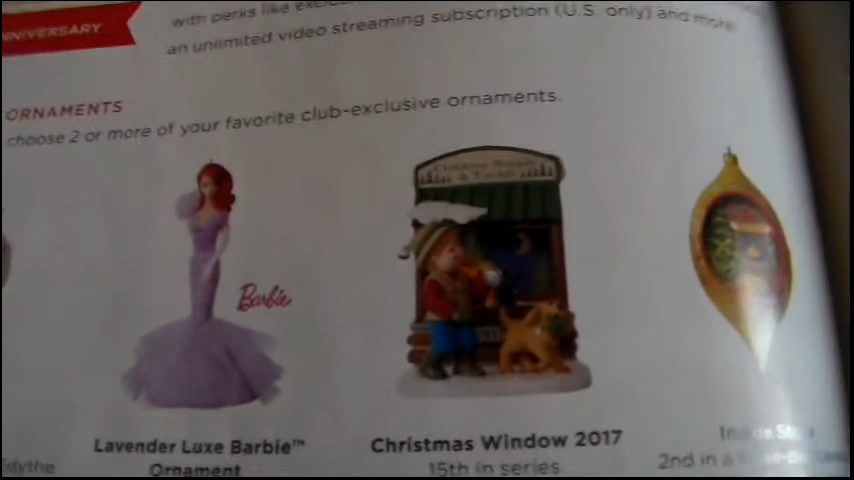 NNIVERSARY
with perks like
an unlimited video streaming subscription (U.S. only) and more
ORNAMENTS
choose 2 or more of your favorite club-exclusive ornaments.
Barbie
Lavender Luxe Barbie™
Ornament
Christmas Window 2017
15th in series
2nd in a